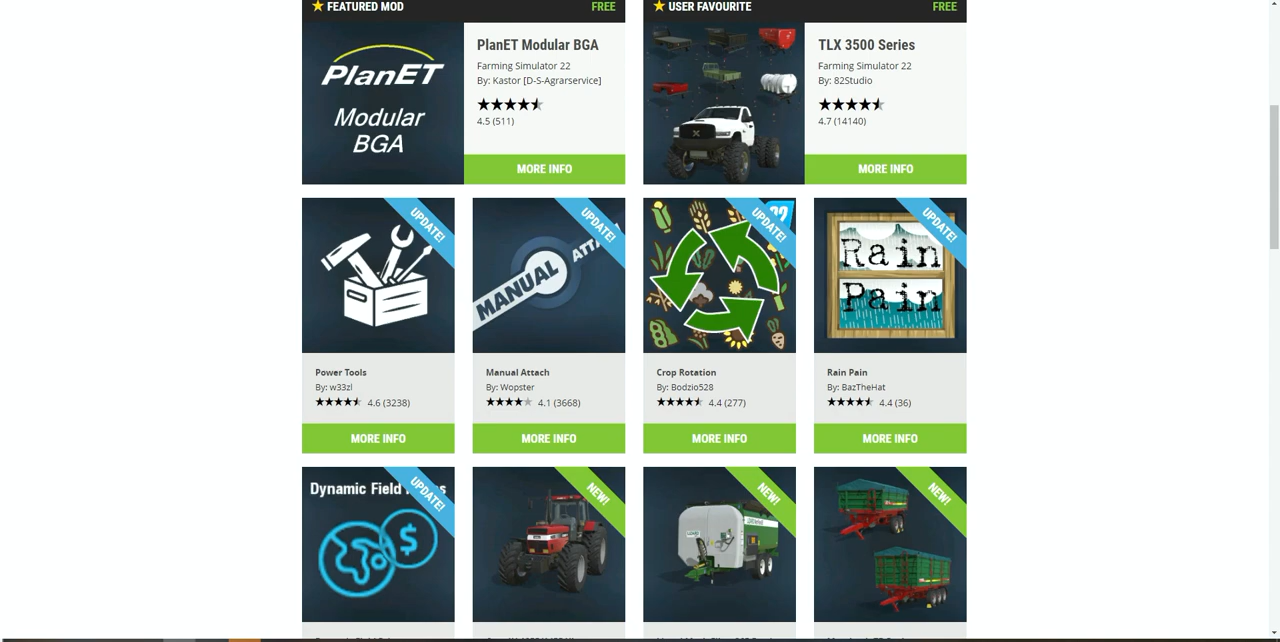 FEATURED MOD
FREE
PlanET
Modular
BGA
PlanET Modular BGA
Farming Simulator 22
By: Kastor [D-S-Agrarservice]
4.5 (511)
MORE INFO
USER FAVOURITE
FREE
TLX 3500 Series
Farming Simulator 22
By: 82Studio
4.7 (14140)
MORE INFO
UPDATE!
Power Tools
By: w33zl
4.6 (3238)
MORE INFO
UPDATE!
MANUAL
Manual Attach
By: Wopster
4.1 (3668)
MORE INFO
22
UPDATE!
Crop Rotation
By: Bodzio528
4.4 (277)
MORE INFO
UPDATE!
Rain
Pain
Rain Pain
By: BazTheHat
4.4 (36)
MORE INFO
Dynamic Field
UPDATE!
NEW!
NEW!
NEW!